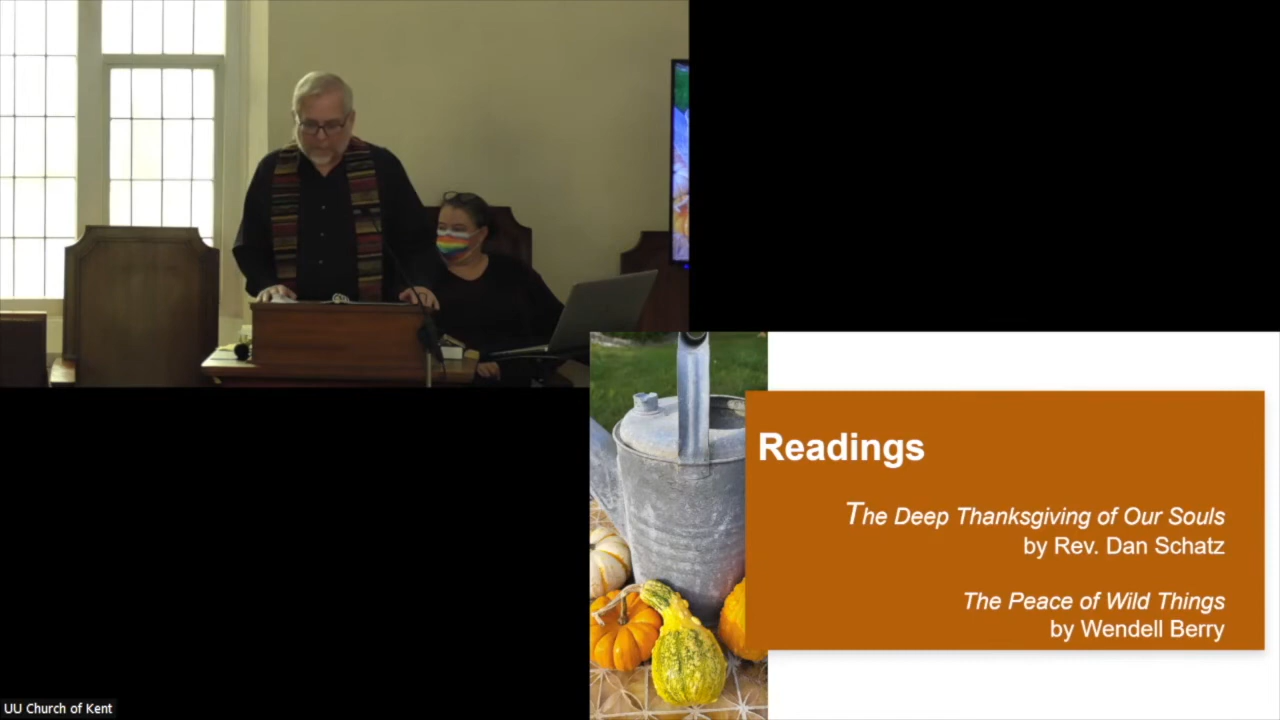 Readings
The Deep Thanksgiving of Our Souls
by Rev. Dan Schatz
The Peace of Wild Things
by Wendell Berry
UU Church of Kent